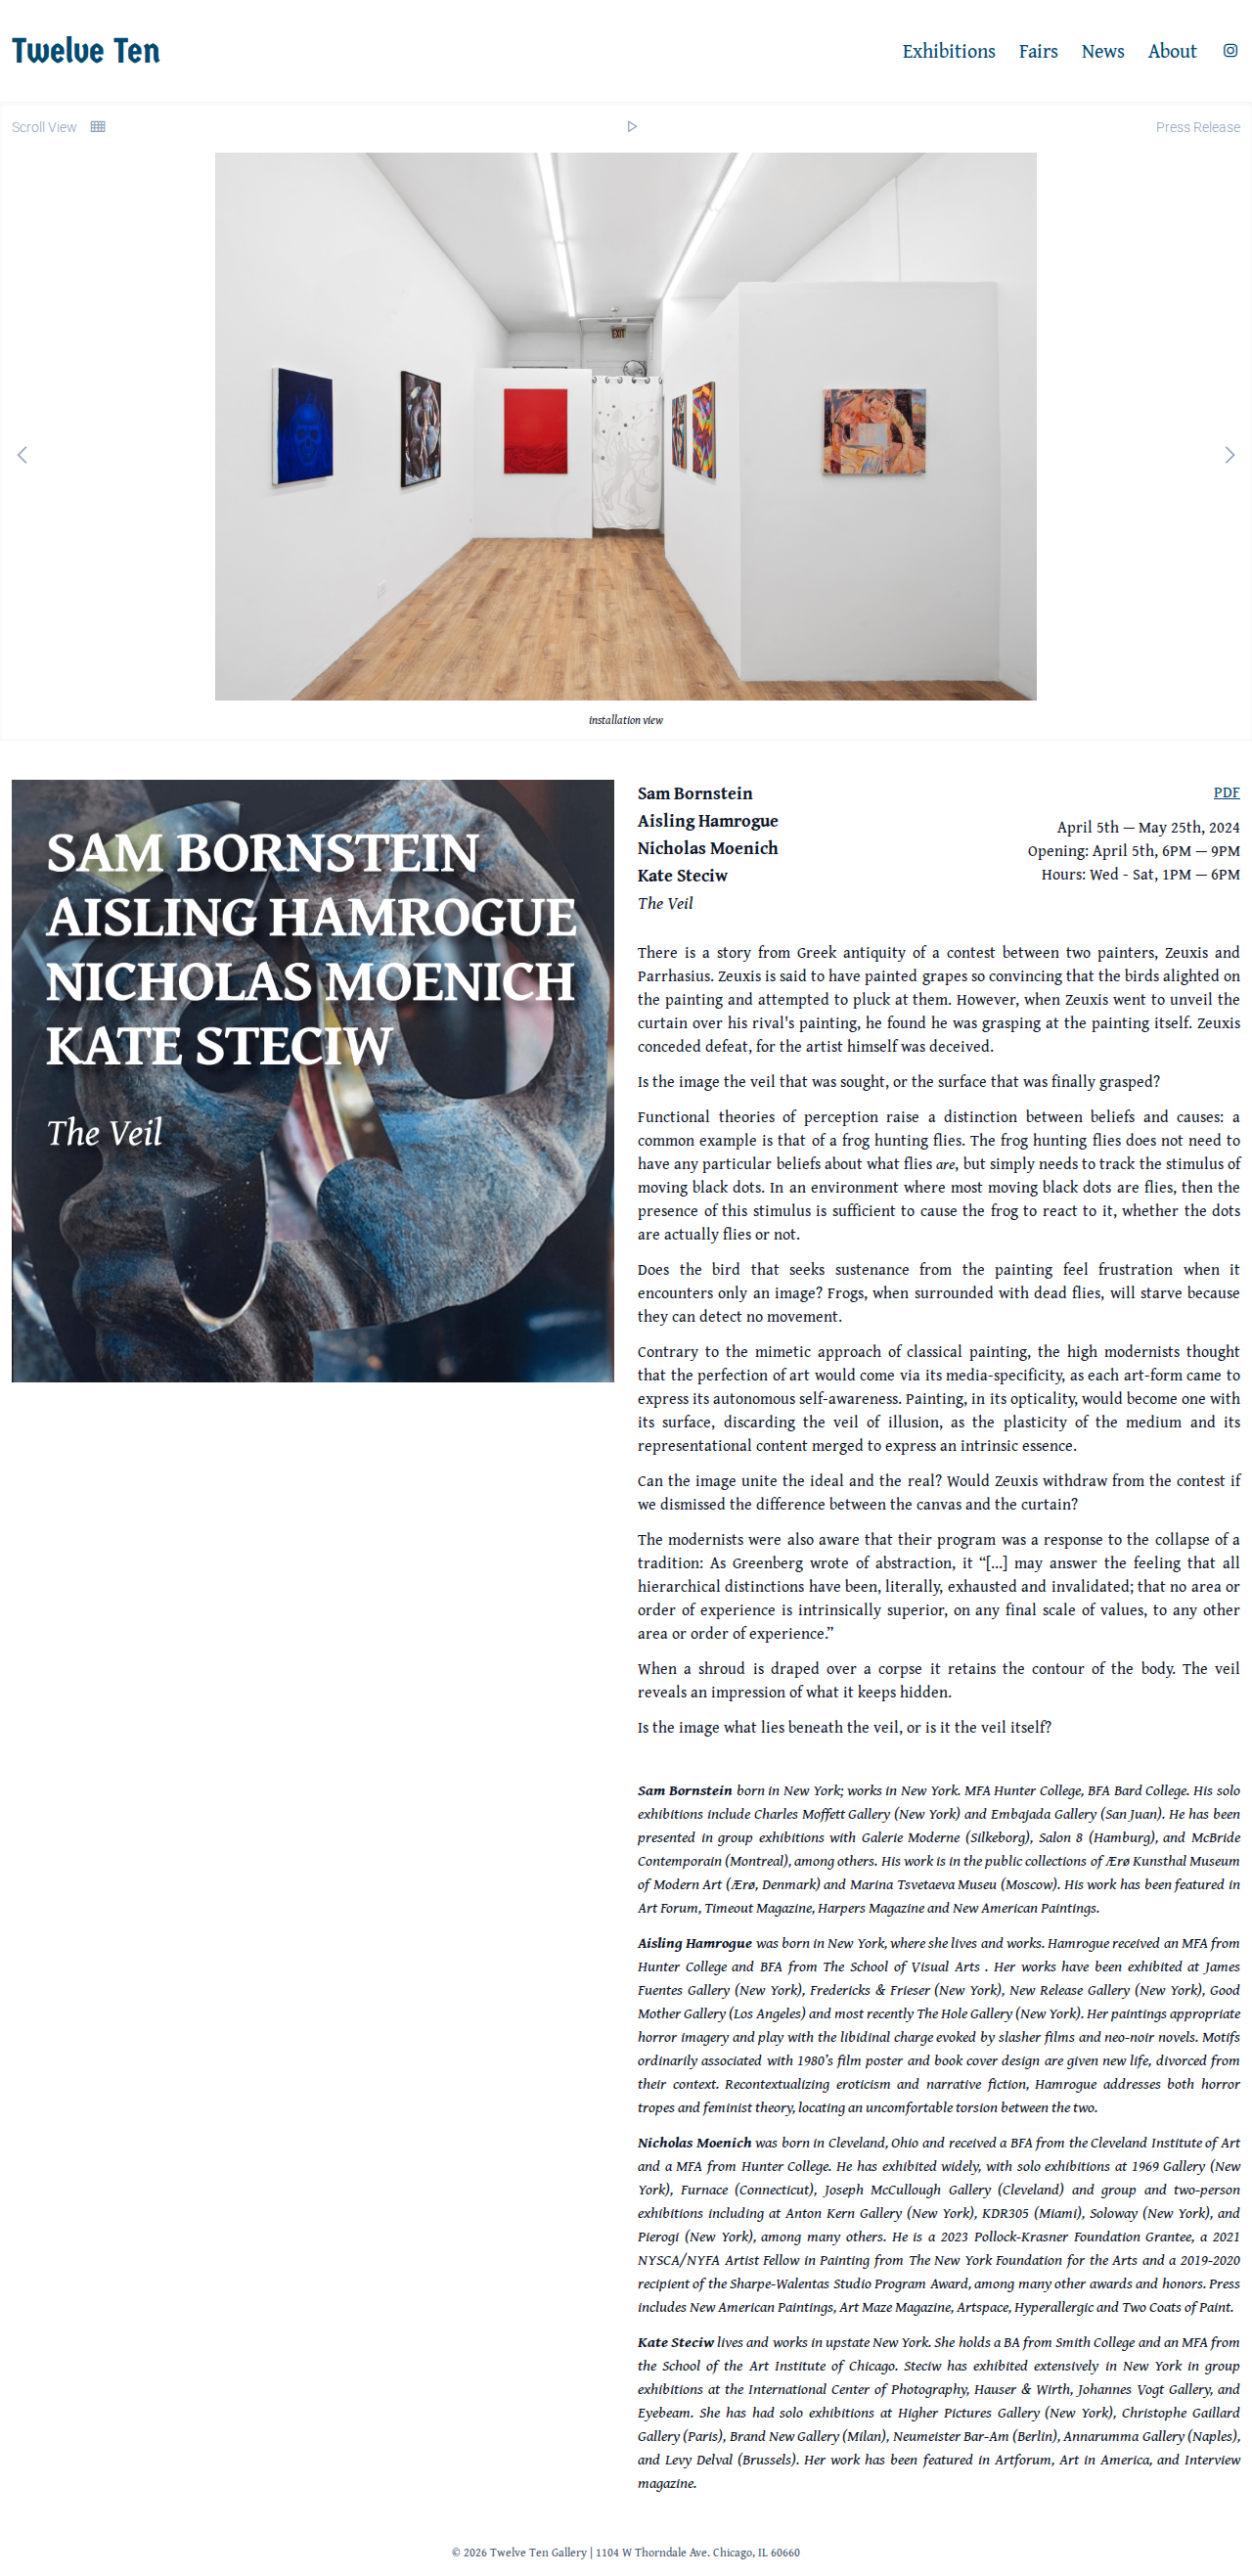 Twelve Ten
Exhibitions Fairs News About
Scroll View
Press Release
EXIT
installation view
SAM BORNSTEIN
AISLING HAMROGUE
NICHOLAS MOENICH
KATE STECIW
The Veil
Sam Bornstein
Aisling Hamrogue
Nicholas Moenich
Kate Steciw
The Veil
PDF
April 5th — May 25th, 2024
Opening: April 5th, 6PM — 9PM
Hours: Wed - Sat, 1PM — 6PM
There is a story from Greek antiquity of a contest between two painters, Zeuxis and
Parrhasius. Zeuxis is said to have painted grapes so convincing that the birds alighted on
the painting and attempted to pluck at them. However, when Zeuxis went to unveil the
curtain over his rival's painting, he found he was grasping at the painting itself. Zeuxis
conceded defeat, for the artist himself was deceived.
Is the image the veil that was sought, or the surface that was finally grasped?
Functional theories of perception raise a distinction between beliefs and causes: a
common example is that of a frog hunting flies. The frog hunting flies does not need to
have any particular beliefs about what flies are, but simply needs to track the stimulus of
moving black dots. In an environment where most moving black dots are flies, then the
presence of this stimulus is sufficient to cause the frog to react to it, whether the dots
are actually flies or not.
Does the bird that seeks sustenance from the painting feel frustration when it
encounters only an image? Frogs, when surrounded with dead flies, will starve because
they can detect no movement.
Contrary to the mimetic approach of classical painting, the high modernists thought
that the perfection of art would come via its media-specificity, as each art-form came to
express its autonomous self-awareness. Painting, in its opticality, would become one with
its surface, discarding the veil of illusion, as the plasticity of the medium and its
representational content merged to express an intrinsic essence.
Can the image unite the ideal and the real? Would Zeuxis withdraw from the contest if
we dismissed the difference between the canvas and the curtain?
The modernists were also aware that their program was a response to the collapse of a
tradition: As Greenberg wrote of abstraction, it “[...] may answer the feeling that all
hierarchical distinctions have been, literally, exhausted and invalidated; that no area or
order of experience is intrinsically superior, on any final scale of values, to any other
area or order of experience.”
When a shroud is draped over a corpse it retains the contour of the body. The veil
reveals an impression of what it keeps hidden.
Is the image what lies beneath the veil, or is it the veil itself?
Sam Bornstein born in New York; works in New York. MFA Hunter College, BFA Bard College. His solo
exhibitions include Charles Moffett Gallery (New York) and Embajada Gallery (San Juan). He has been
presented in group exhibitions with Galerie Moderne (Silkeborg), Salon 8 (Hamburg), and McBride
Contemporain (Montreal), among others. His work is in the public collections of Ærø Kunsthal Museum
of Modern Art (Ærø, Denmark) and Marina Tsvetaeva Museu (Moscow). His work has been featured in
Art Forum, Timeout Magazine, Harpers Magazine and New American Paintings.
Aisling Hamrogue was born in New York, where she lives and works. Hamrogue received an MFA from
Hunter College and BFA from The School of Visual Arts . Her works have been exhibited at James
Fuentes Gallery (New York), Fredericks & Frieser (New York), New Release Gallery (New York), Good
Mother Gallery (Los Angeles) and most recently The Hole Gallery (New York). Her paintings appropriate
horror imagery and play with the libidinal charge evoked by slasher films and neo-noir novels. Motifs
ordinarily associated with 1980’s film poster and book cover design are given new life, divorced from
their context. Recontextualizing eroticism and narrative fiction, Hamrogue addresses both horror
tropes and feminist theory, locating an uncomfortable torsion between the two.
Nicholas Moenich was born in Cleveland, Ohio and received a BFA from the Cleveland Institute of Art
and a MFA from Hunter College. He has exhibited widely, with solo exhibitions at 1969 Gallery (New
York), Furnace (Connecticut), Joseph McCullough Gallery (Cleveland) and group and two-person
exhibitions including at Anton Kern Gallery (New York), KDR305 (Miami), Soloway (New York), and
Pierogi (New York), among many others. He is a 2023 Pollock-Krasner Foundation Grantee, a 2021
NYSCA/NYFA Artist Fellow in Painting from The New York Foundation for the Arts and a 2019-2020
recipient of the Sharpe-Walentas Studio Program Award, among many other awards and honors. Press
includes New American Paintings, Art Maze Magazine, Artspace, Hyperallergic and Two Coats of Paint.
Kate Steciw lives and works in upstate New York. She holds a BA from Smith College and an MFA from
the School of the Art Institute of Chicago. Steciw has exhibited extensively in New York in group
exhibitions at the International Center of Photography, Hauser & Wirth, Johannes Vogt Gallery, and
Eyebeam. She has had solo exhibitions at Higher Pictures Gallery (New York), Christophe Gaillard
Gallery (Paris), Brand New Gallery (Milan), Neumeister Bar-Am (Berlin), Annarumma Gallery (Naples),
and Levy Delval (Brussels). Her work has been featured in Artforum, Art in America, and Interview
magazine.
© 2026 Twelve Ten Gallery | 1104 W Thorndale Ave. Chicago, IL 60660